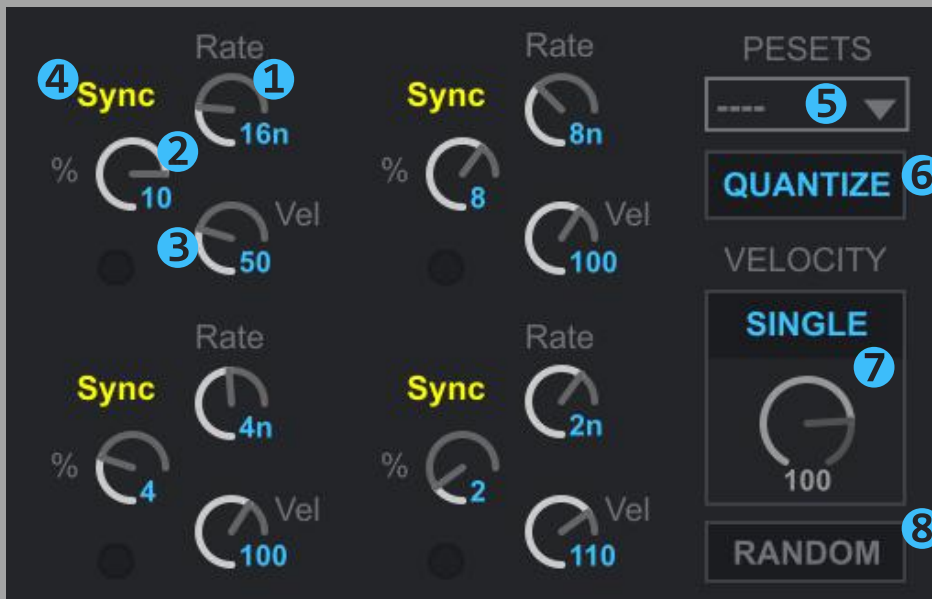 Rate
4
Sync
1
16n
%
2
10
3
Vel
50
Rate
Sync
8n
%
8
Vel
100
Rate
Sync
4n
%
4
Vel
100
Rate
Sync
2n
%
2
Vel
110
PESETS
---- 5
QUANTIZE 6
VELOCITY
SINGLE
7
100
8
RANDOM